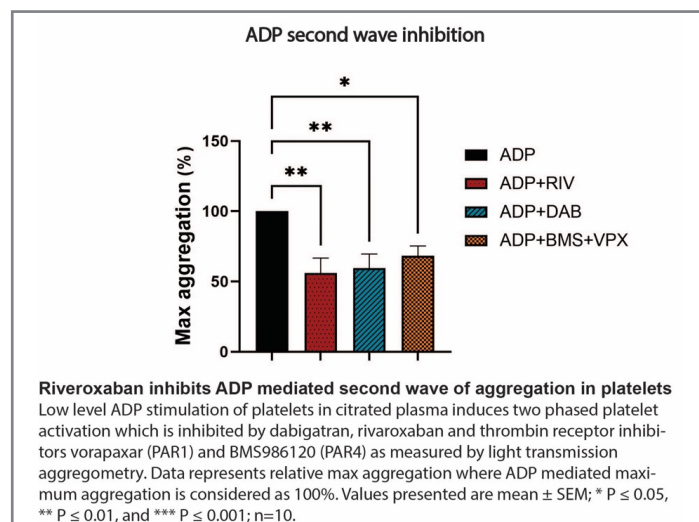 ADP second wave inhibition
*
**
**
Max aggregation (%)
150
100
50
0
ADP
ADP+RIV
ADP+DAB
ADP+BMS+VPX
Riveroxaban inhibits ADP mediated second wave of aggregation in platelets
Low level ADP stimulation of platelets in citrated plasma induces two phased platelet
activation which is inhibited by dabigatran, rivaroxaban and thrombin receptor inhibi-
tors vorapaxar (PAR1) and BMS986120 (PAR4) as measured by light transmission
aggregometry. Data represents relative max aggregation where ADP mediated maxi-
mum aggregation is considered as 100%. Values presented are mean ± SEM; * P ≤ 0.05,
** P ≤ 0.01, and *** P ≤ 0.001; n=10.